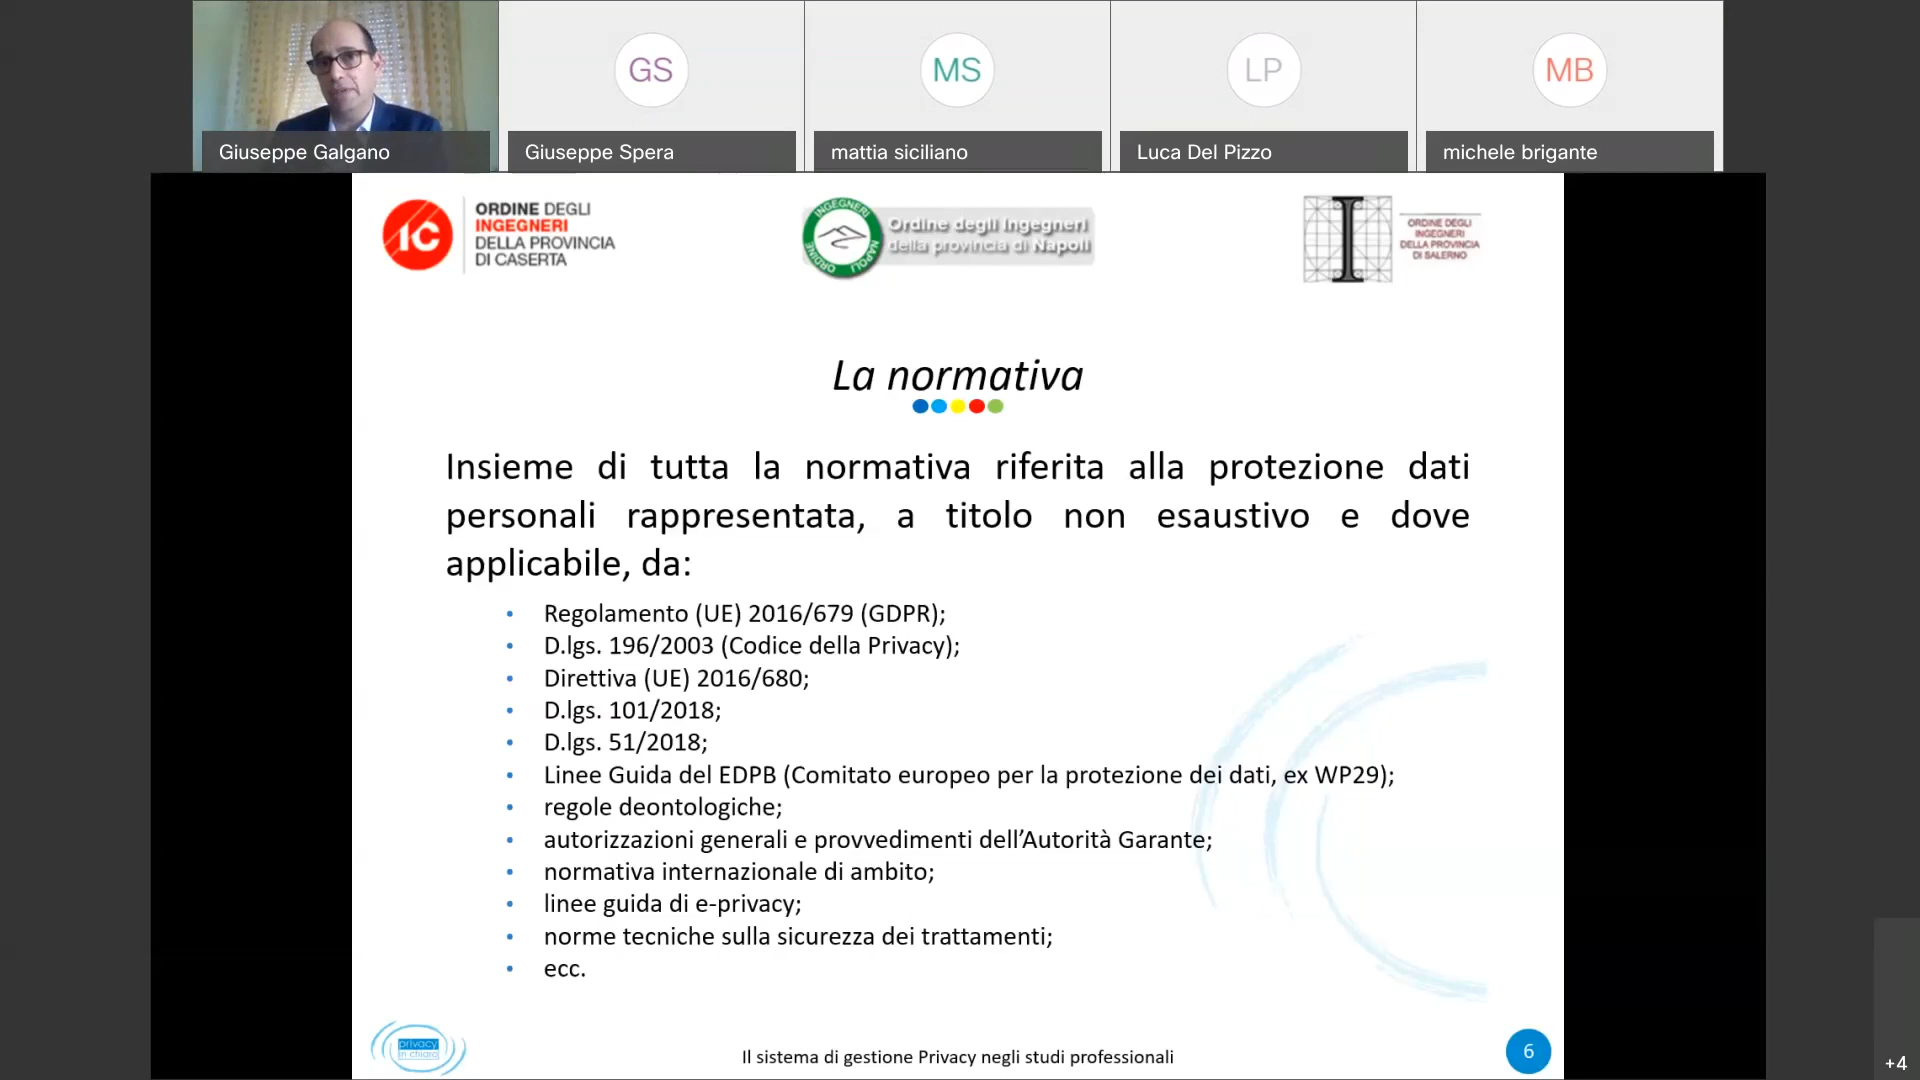 GS
MS
LP
MB
Giuseppe Galgano
Giuseppe Spera
mattia siciliano
Luca Del Pizzo
michele brigante
IC
ORDINE DEGLI
INGEGNERI
DELLA PROVINCIA
DI CASERTA
INGEGNERI
ORDINE
NAPOLI
Ordine degli Ingegneri
della provincia di Napoli
I
ORDINE DEGLI
INGEGNERI
DELLA PROVINCIA
DI SALERNO
La normativa
Insieme di tutta la normativa riferita alla protezione dati
personali rappresentata, a titolo non esaustivo e dove
applicabile, da:
• Regolamento (UE) 2016/679 (GDPR);
• D.lgs. 196/2003 (Codice della Privacy);
• Direttiva (UE) 2016/680;
• D.lgs. 101/2018;
• D.lgs. 51/2018;
• Linee Guida del EDPB (Comitato europeo per la protezione dei dati, ex WP29);
• regole deontologiche;
• autorizzazioni generali e provvedimenti dell’Autorità Garante;
• normativa internazionale di ambito;
• linee guida di e-privacy;
• norme tecniche sulla sicurezza dei trattamenti;
• ecc.
privacy
in chiaro
Il sistema di gestione Privacy negli studi professionali
6
+4